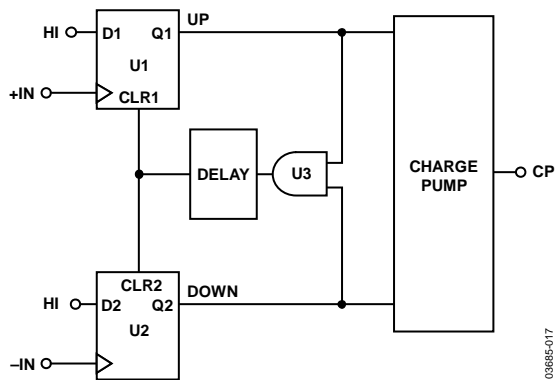 UP
HI D1 Q1
U1
+IN CLR1
DELAY U3 CHARGE PUMP CP
CLR2 DOWN
HI D2 Q2
U2
–IN
03685-017